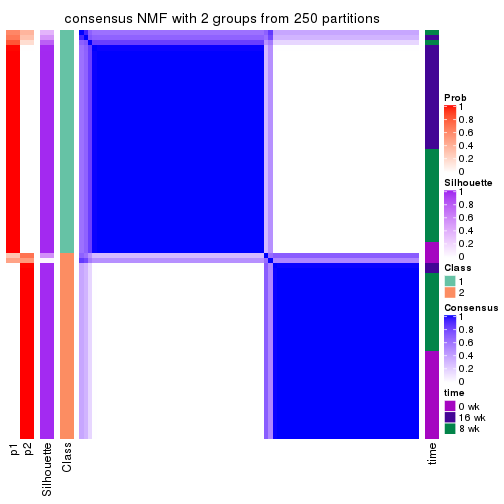 consensus NMF with 2 groups from 250 partitions
Prob
1
0.8
0.6
0.4
0.2
0
Silhouette
1
0.8
0.6
0.4
0.2
0
Class
1
2
Consensus
1
0.8
0.6
0.4
0.2
0
time
0 wk
16 wk
8 wk
p1
p2
Silhouette
Class
time